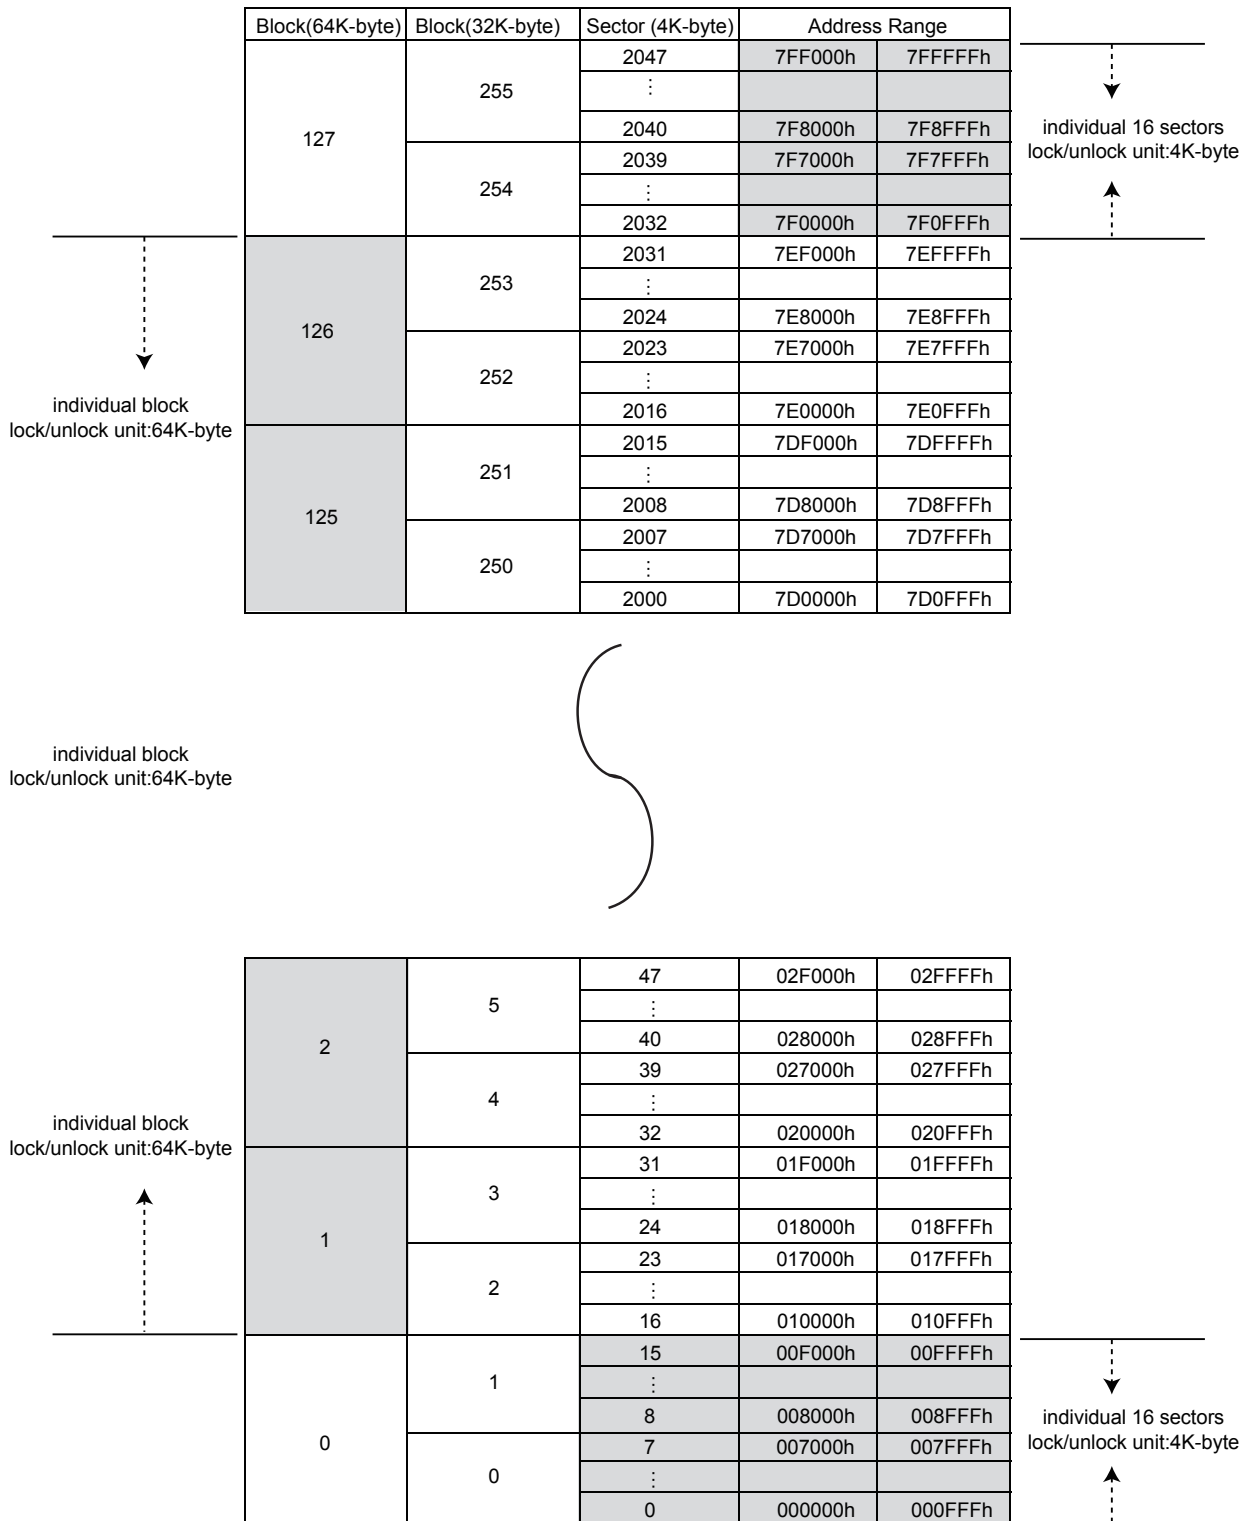 Block(64K-byte) Block(32K-byte) Sector (4K-byte) Address Range
2047 7FF000h 7FFFFFh
255 ⋮
127 2040 7F8000h 7F8FFFh individual 16 sectors
2039 7F7000h 7F7FFFh lock/unlock unit:4K-byte
254 ⋮
2032 7F0000h 7F0FFFh
2031 7EF000h 7EFFFFh
253 ⋮
126 2024 7E8000h 7E8FFFh
2023 7E7000h 7E7FFFh
252 ⋮
individual block 2016 7E0000h 7E0FFFh
lock/unlock unit:64K-byte 2015 7DF000h 7DFFFFh
251 ⋮
125 2008 7D8000h 7D8FFFh
2007 7D7000h 7D7FFFh
250 ⋮
2000 7D0000h 7D0FFFh
individual block
lock/unlock unit:64K-byte
47 02F000h 02FFFFh
5 ⋮
2 40 028000h 028FFFh
39 027000h 027FFFh
4 ⋮
individual block 32 020000h 020FFFh
lock/unlock unit:64K-byte 31 01F000h 01FFFFh
3 ⋮
1 24 018000h 018FFFh
23 017000h 017FFFh
2 ⋮
16 010000h 010FFFh
15 00F000h 00FFFFh
1 ⋮
8 008000h 008FFFh individual 16 sectors
0 7 007000h 007FFFh lock/unlock unit:4K-byte
0 ⋮
0 000000h 000FFFh